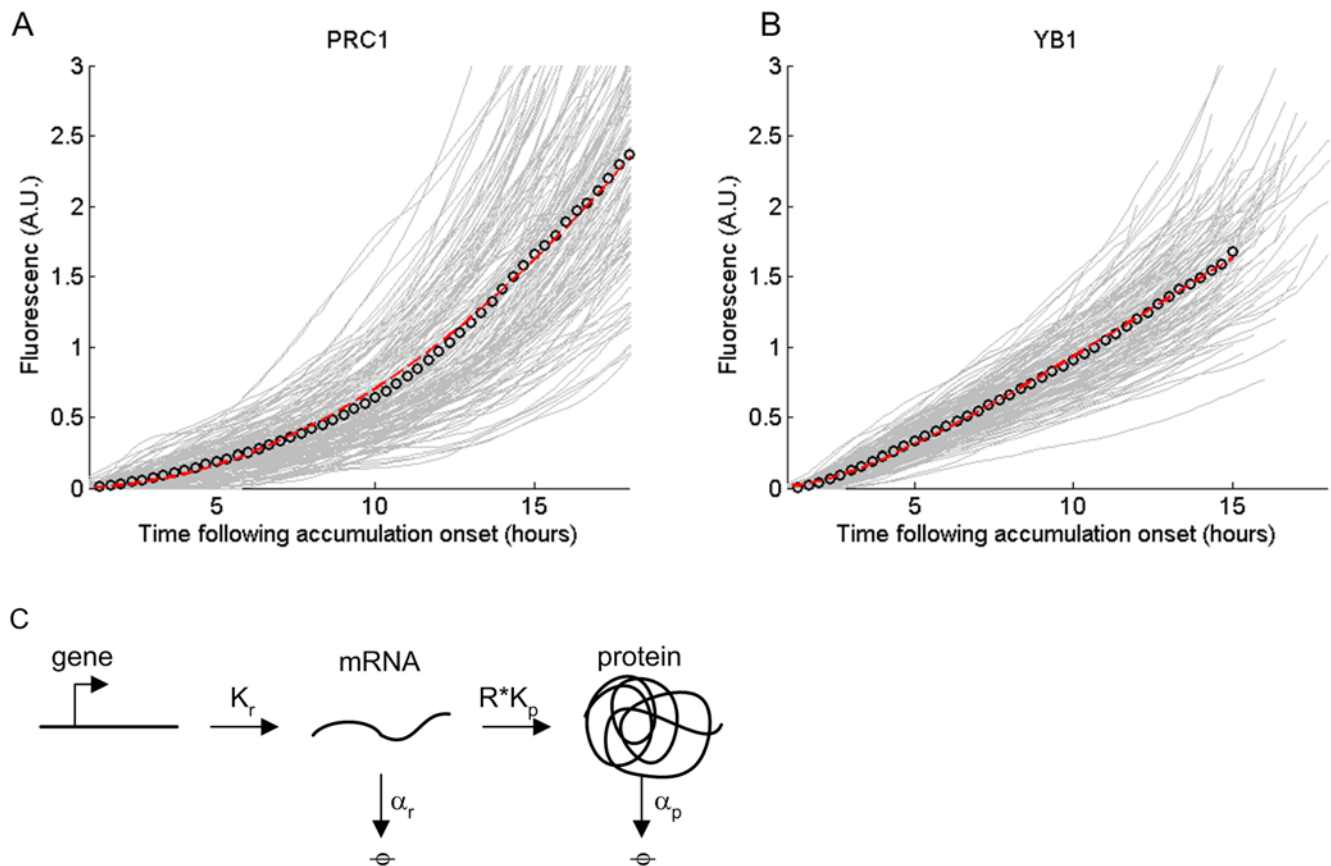 A
PRC1
3
2.5
2
1.5
1
0.5
0
Fluorescenc (A.U.)
5 10 15
Time following accumulation onset (hours)
B
YB1
3
2.5
2
1.5
1
0.5
0
Fluorescenc (A.U.)
5 10 15
Time following accumulation onset (hours)
C
gene mRNA protein
Kr R*Kp
αr αp
ϕ ϕ